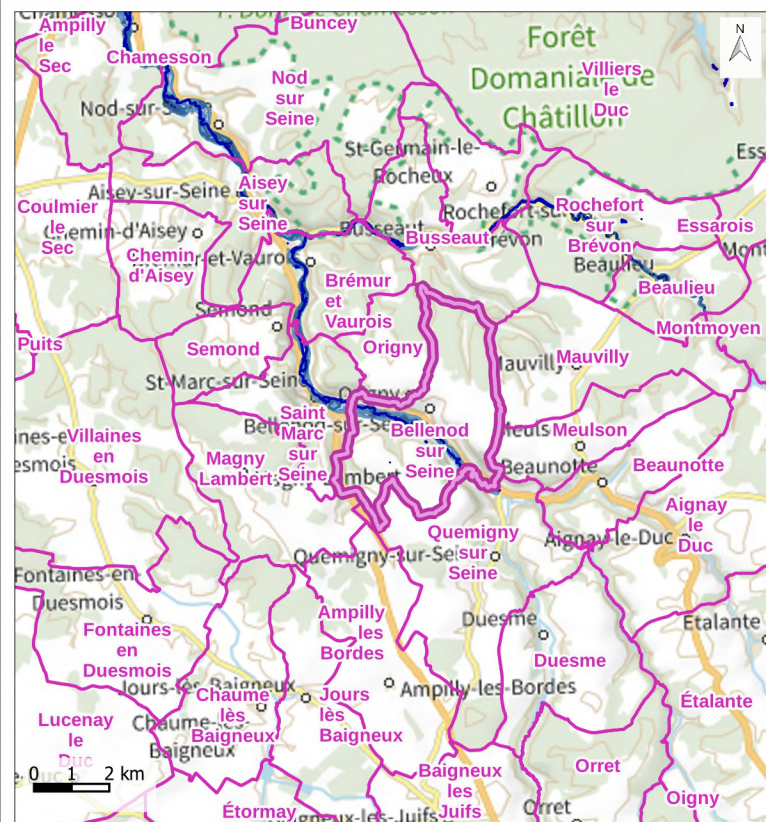 Ampilly
le
Sec
Buncey
Chamesson
N
Forêt
Domaniale de
Châtillon
Villiers
le
Duc
Nod
sur
Seine
Nod-sur-S
St-Germain-le-
Rocheux
Ess
Aisey-sur-Seine
Aisey
sur
Seine
Coulmier
le
Sec
Chemin-d'Aisey
Chemin
d'Aisey
Busseaut
Busseaut
Rochefort
sur
Brévon
Essarois
Beaulieu
Beaulieu
Mont
Montmoyen
Brémur
et
Vaurois
Semond
Semond
Origny
Puits
Mauvilly
Mauvilly
St-Marc-sur-Seine
Saint
Marc
sur
Seine
Bellenod
sur
Seine
Meulson
Villaines
en
Duesmois
Magny
Lambert
Beaunotte
Beaunotte
Aignay
le
Duc
Aignay-le-Duc
Quemigny
sur
Seine
Quemigny-sur-Se
Fontaines-en-
Duesmois
Fontaines
en
Duesmois
Ampilly
les
Bordes
Duesme
Duesme
Etalante
Étalante
Jours-lès-Baigneux
Ampilly-les-Bordes
Chaume
lès
Baigneux
Jours
lès
Baigneux
Chaume-lès-
Baigneux
Lucenay
le
Duc
0 1 2 km
Baigneux
les
Juifs
Orret
Orret
Oigny
Étormay